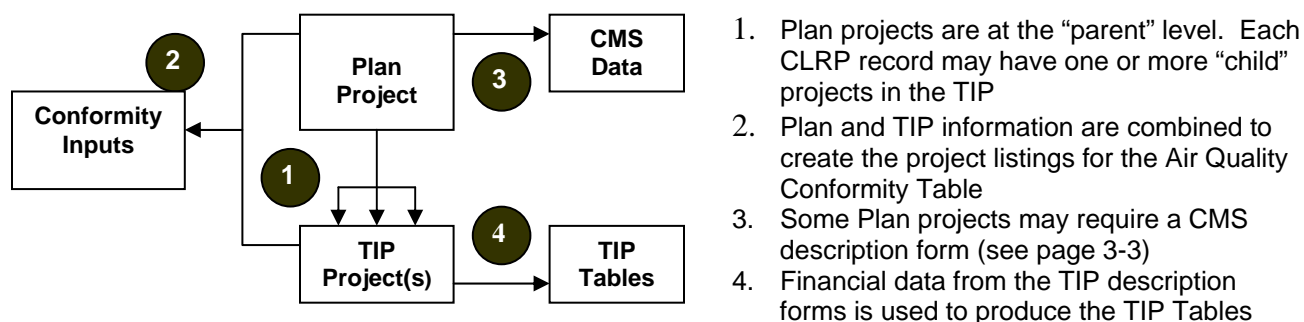 2
Conformity
Inputs
Plan
Project
3
CMS
Data
1
TIP
Project(s)
4
TIP
Tables
1. Plan projects are at the “parent” level. Each
CLRP record may have one or more “child”
projects in the TIP
2. Plan and TIP information are combined to
create the project listings for the Air Quality
Conformity Table
3. Some Plan projects may require a CMS
description form (see page 3-3)
4. Financial data from the TIP description
forms is used to produce the TIP Tables